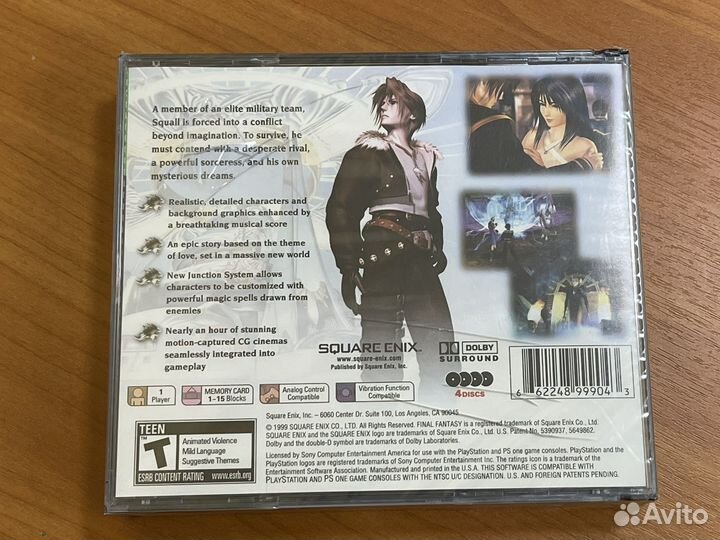 A member of an elite military team,
Squall is forced into a conflict
beyond imagination. To survive, he
must contend with a desperate rival,
a powerful sorceress, and his own
mysterious dreams.
Realistic, detailed characters and
background graphics enhanced by
a breathtaking musical score
An epic story based on the theme
of love, set in a massive new world
New Junction System allows
characters to be customized with
powerful magic spells drawn from
enemies
Nearly an hour of stunning
motion-captured CG cinemas
seamlessly integrated into
gameplay
SQUARE ENIX™
www.square-enix.com
Published by Square Enix, Inc.
DOLBY
SURROUND
4 DISCS
6 62248 99904 3
1
Player
MEMORY CARD
1–15 Blocks
Analog Control
Compatible
Vibration Function
Compatible
TEEN
T
Animated Violence
Mild Language
Suggestive Themes
ESRB CONTENT RATING www.esrb.org
Square Enix, Inc. – 6060 Center Dr. Suite 100, Los Angeles, CA 90045
© 1999 SQUARE ENIX CO., LTD. All Rights Reserved. FINAL FANTASY is a registered trademark of Square Enix Co., Ltd.
SQUARE ENIX and the SQUARE ENIX logo are trademarks of Square Enix Co., Ltd. U.S. Patent Nos. 5390937, 5649862.
Dolby and the double-D symbol are trademarks of Dolby Laboratories.
Licensed by Sony Computer Entertainment America for use with the PlayStation and PS one game consoles. PlayStation and the
PlayStation logos are registered trademarks of Sony Computer Entertainment Inc. The ratings icon is a trademark of the
Interactive Digital Software Association. Manufactured and printed in the U.S.A. THIS SOFTWARE IS COMPATIBLE WITH
PLAYSTATION AND PS ONE GAME CONSOLES WITH THE NTSC U/C DESIGNATION. U.S. AND FOREIGN PATENTS PENDING.
Avito